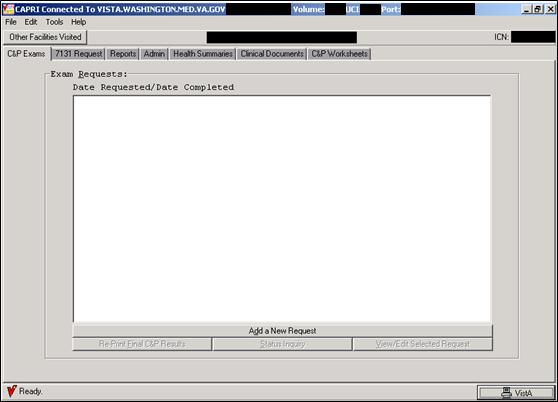 CAPRI Connected To VISTA.WASHINGTON.MED.VA.GOV Volume: UCI Port:
File Edit Tools Help
Other Facilities Visited ICN:
C&P Exams 7131 Request Reports Admin Health Summaries Clinical Documents C&P Worksheets
Exam Requests:
Date Requested/Date Completed
Add a New Request
Re-Print Final C&P Results Status Inquiry View/Edit Selected Request
Ready. VistA